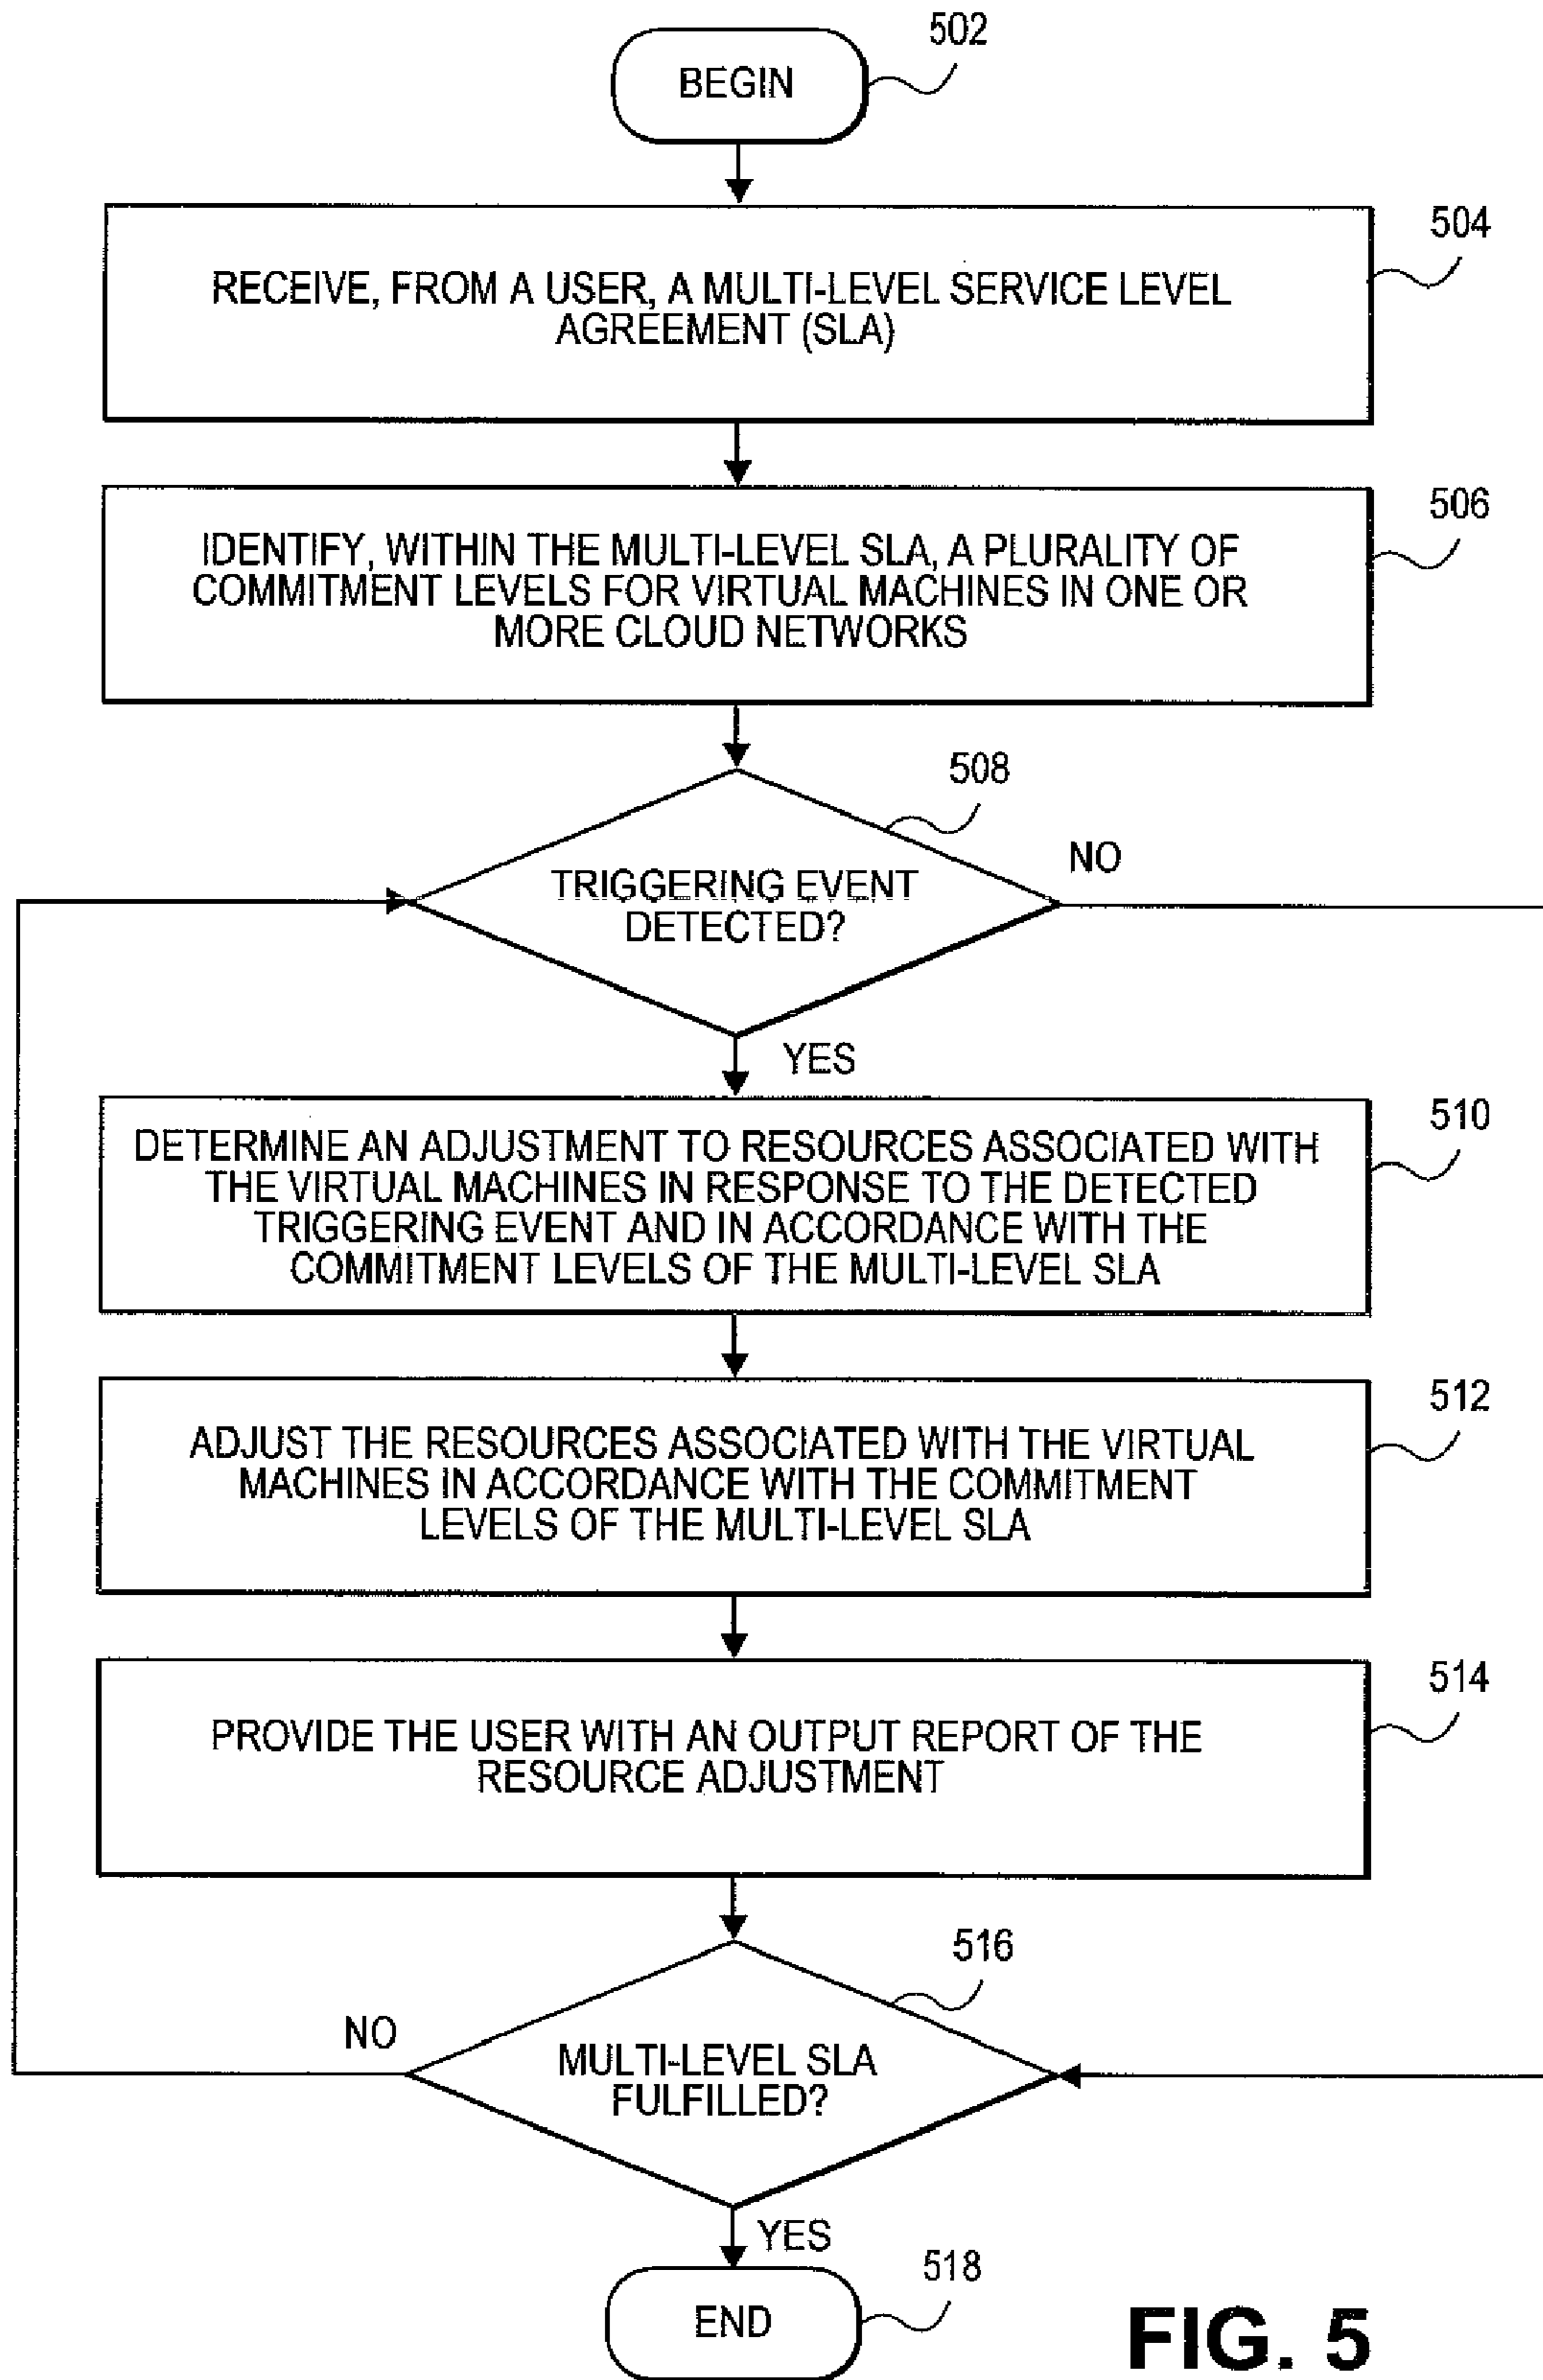 502
BEGIN
504
RECEIVE, FROM A USER, A MULTI-LEVEL SERVICE LEVEL
AGREEMENT (SLA)
506
IDENTIFY, WITHIN THE MULTI-LEVEL SLA, A PLURALITY OF
COMMITMENT LEVELS FOR VIRTUAL MACHINES IN ONE OR
MORE CLOUD NETWORKS
508
NO
TRIGGERING EVENT
DETECTED?
YES
510
DETERMINE AN ADJUSTMENT TO RESOURCES ASSOCIATED WITH
THE VIRTUAL MACHINES IN RESPONSE TO THE DETECTED
TRIGGERING EVENT AND IN ACCORDANCE WITH THE
COMMITMENT LEVELS OF THE MULTI-LEVEL SLA
512
ADJUST THE RESOURCES ASSOCIATED WITH THE VIRTUAL
MACHINES IN ACCORDANCE WITH THE COMMITMENT
LEVELS OF THE MULTI-LEVEL SLA
514
PROVIDE THE USER WITH AN OUTPUT REPORT OF THE
RESOURCE ADJUSTMENT
516
NO
MULTI-LEVEL SLA
FULFILLED?
YES
518
END
FIG. 5